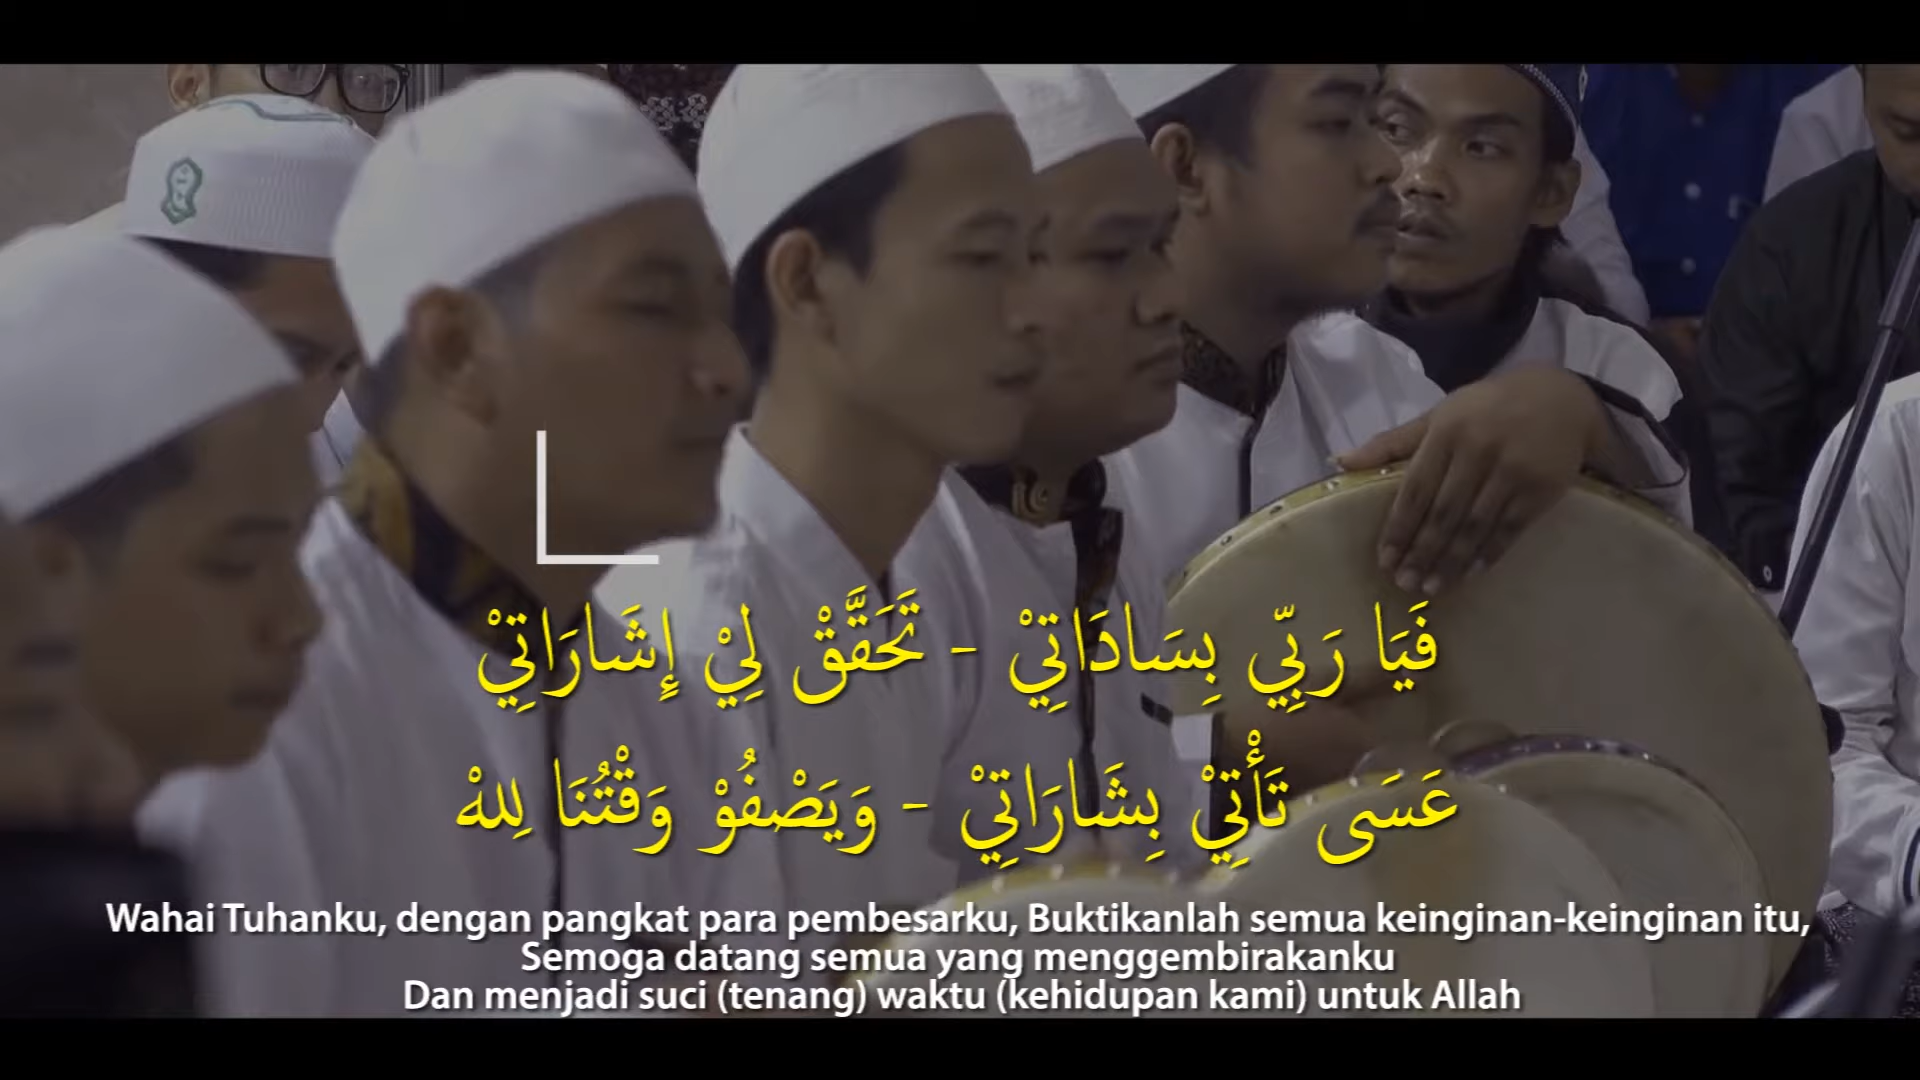 فَيَا رَبِّي بِسَادَاتِيْ - تَحَقَّقْ لِيْ إِشَارَاتِيْ
عَسَى تَأْتِيْ بِشَارَاتِيْ - وَيَصْفُوْ وَقْتُنَا لِلهْ
Wahai Tuhanku, dengan pangkat para pembesarku, Buktikanlah semua keinginan-keinginan itu,
Semoga datang semua yang menggembirakanku
Dan menjadi suci (tenang) waktu (kehidupan kami) untuk Allah